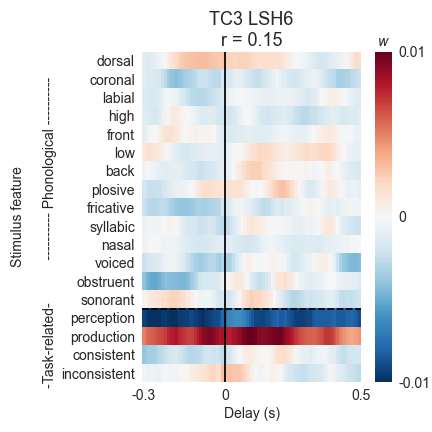 TC3 LSH6
r = 0.15
w
dorsal
coronal
labial
high
front
low
back
plosive
fricative
syllabic
nasal
voiced
obstruent
sonorant
perception
production
consistent
inconsistent
Stimulus feature
----------- Phonological ----------
-Task-related-
0.01
0
-0.01
-0.3
0
0.5
Delay (s)